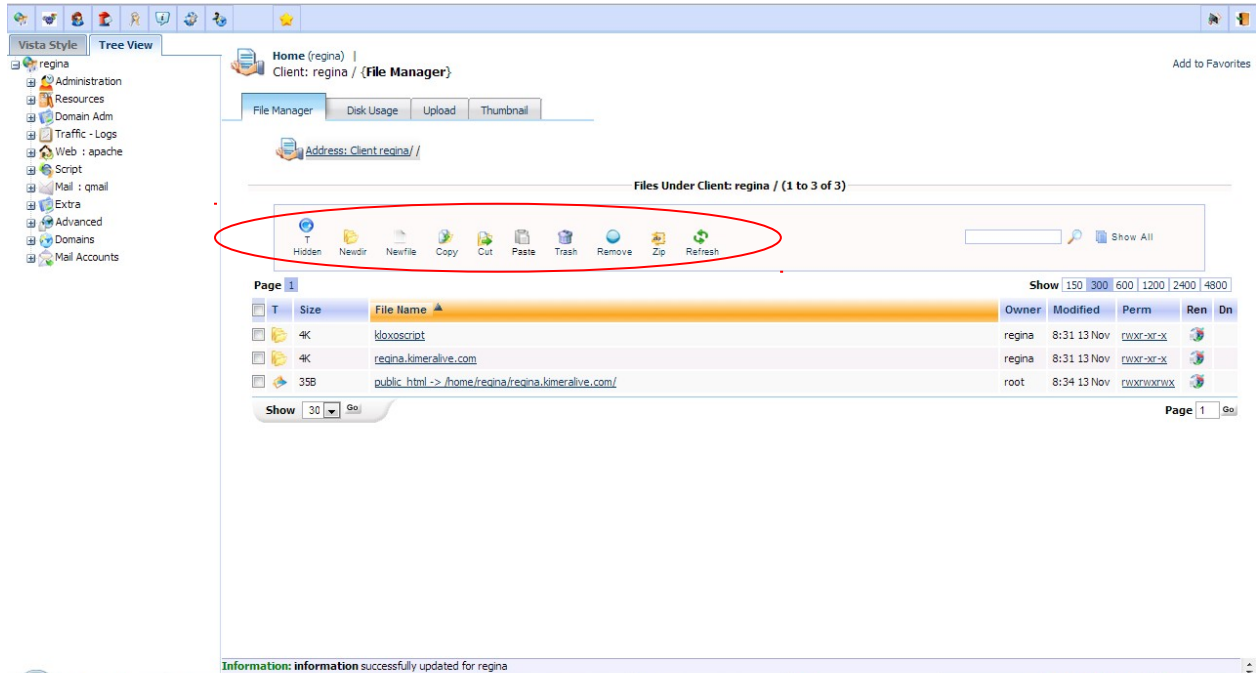 Vista Style Tree View
regina
Administration
Resources
Domain Adm
Traffic - Logs
Web : apache
Script
Mail : qmail
Extra
Advanced
Domains
Mail Accounts
Home (regina) |
Client: regina / {File Manager}
Add to Favorites
File Manager Disk Usage Upload Thumbnail
Address: Client regina/ /
Files Under Client: regina / (1 to 3 of 3)
T
Hidden Newdir Newfile Copy Cut Paste Trash Remove Zip Refresh
Show All
Page 1 Show 150 300 600 1200 2400 4800
T Size File Name Owner Modified Perm Ren Dn
4K kloxoscript regina 8:31 13 Nov rwxr-xr-x
4K regina.kimeralive.com regina 8:31 13 Nov rwxr-xr-x
35B public_html -> /home/regina/regina.kimeralive.com/ root 8:34 13 Nov rwxrwxrwx
Show 30 Go Page 1 Go
Information: information successfully updated for regina